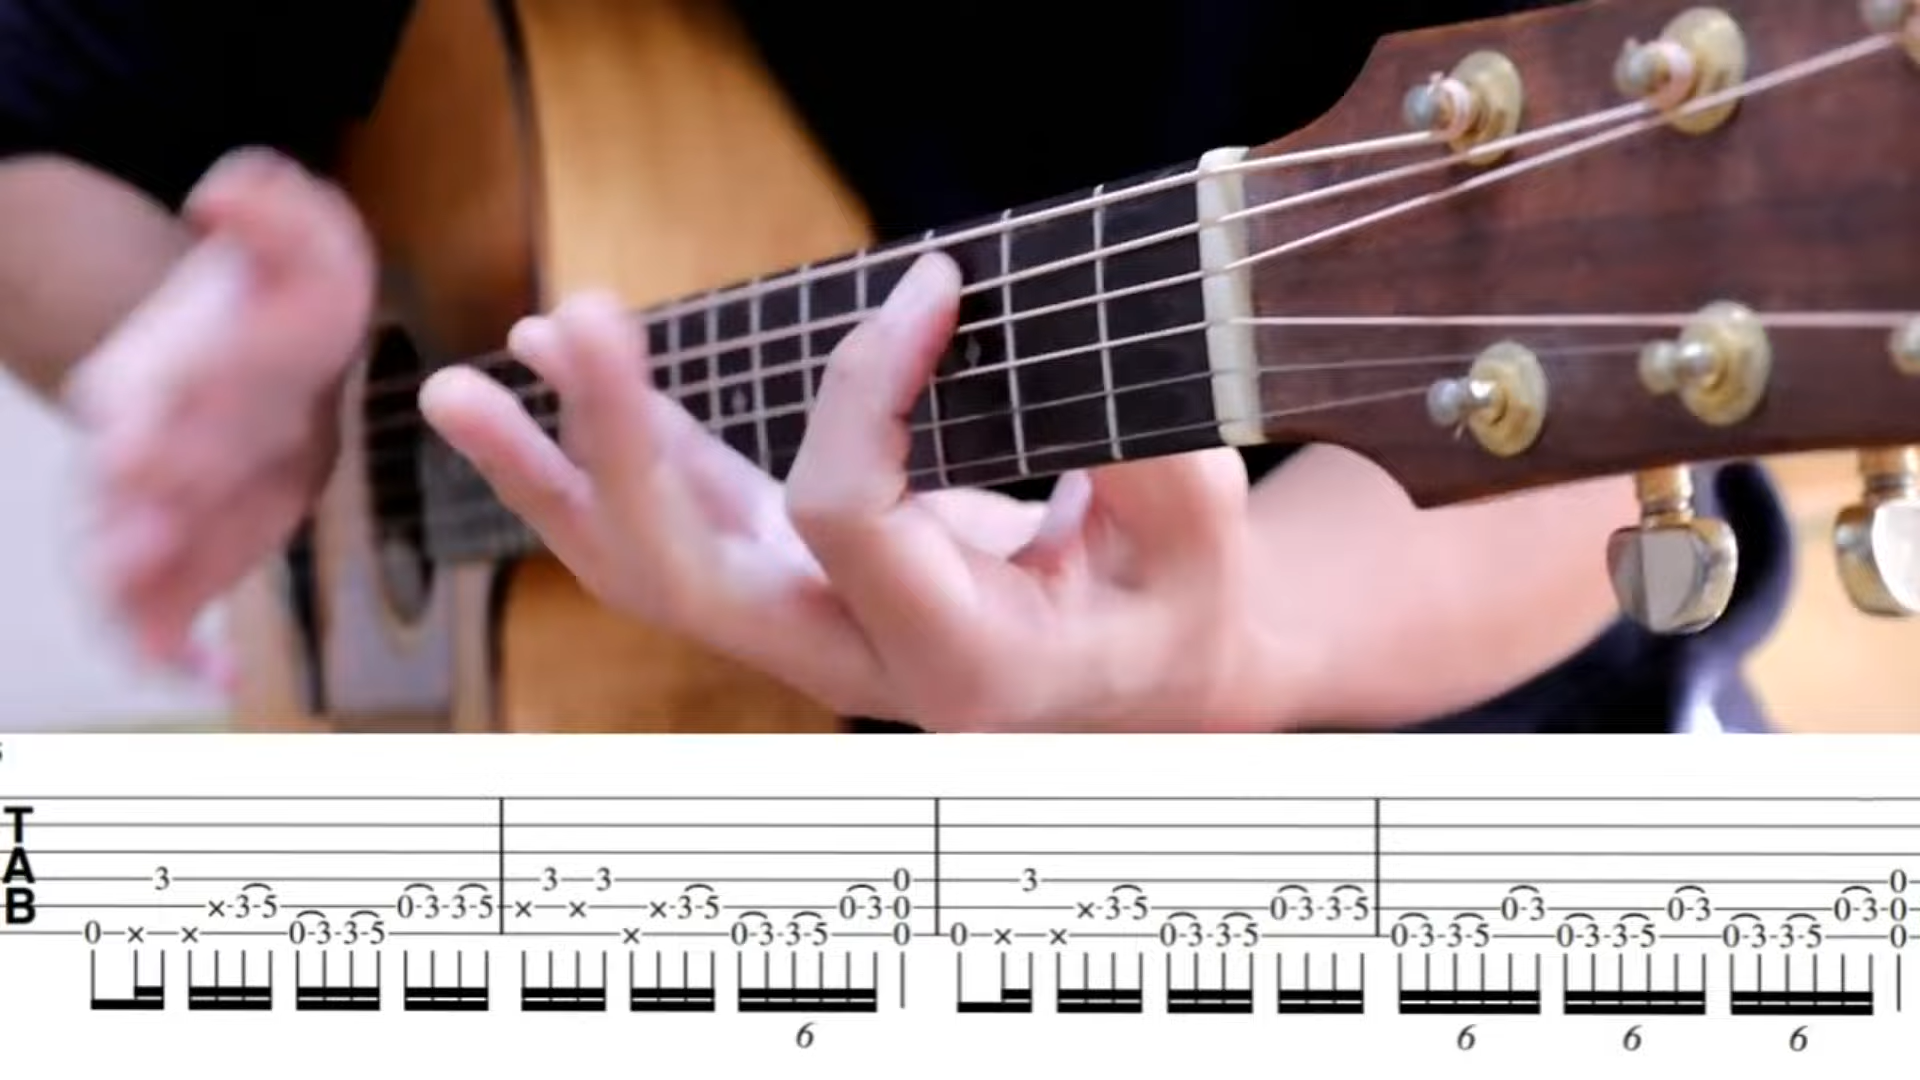 T
A
B
3 3 3 0 3 0
×-3-5 0-3-3-5 × × ×-3-5 0-3-0 ×-3-5 0-3-3-5 0-3 0-3 0-3-0
0 × × 0-3-3-5 × 0-3-3-5 0 0 × × 0-3-3-5 0-3-3-5 0-3-3-5 0-3-3-5 0
6 6 6 6